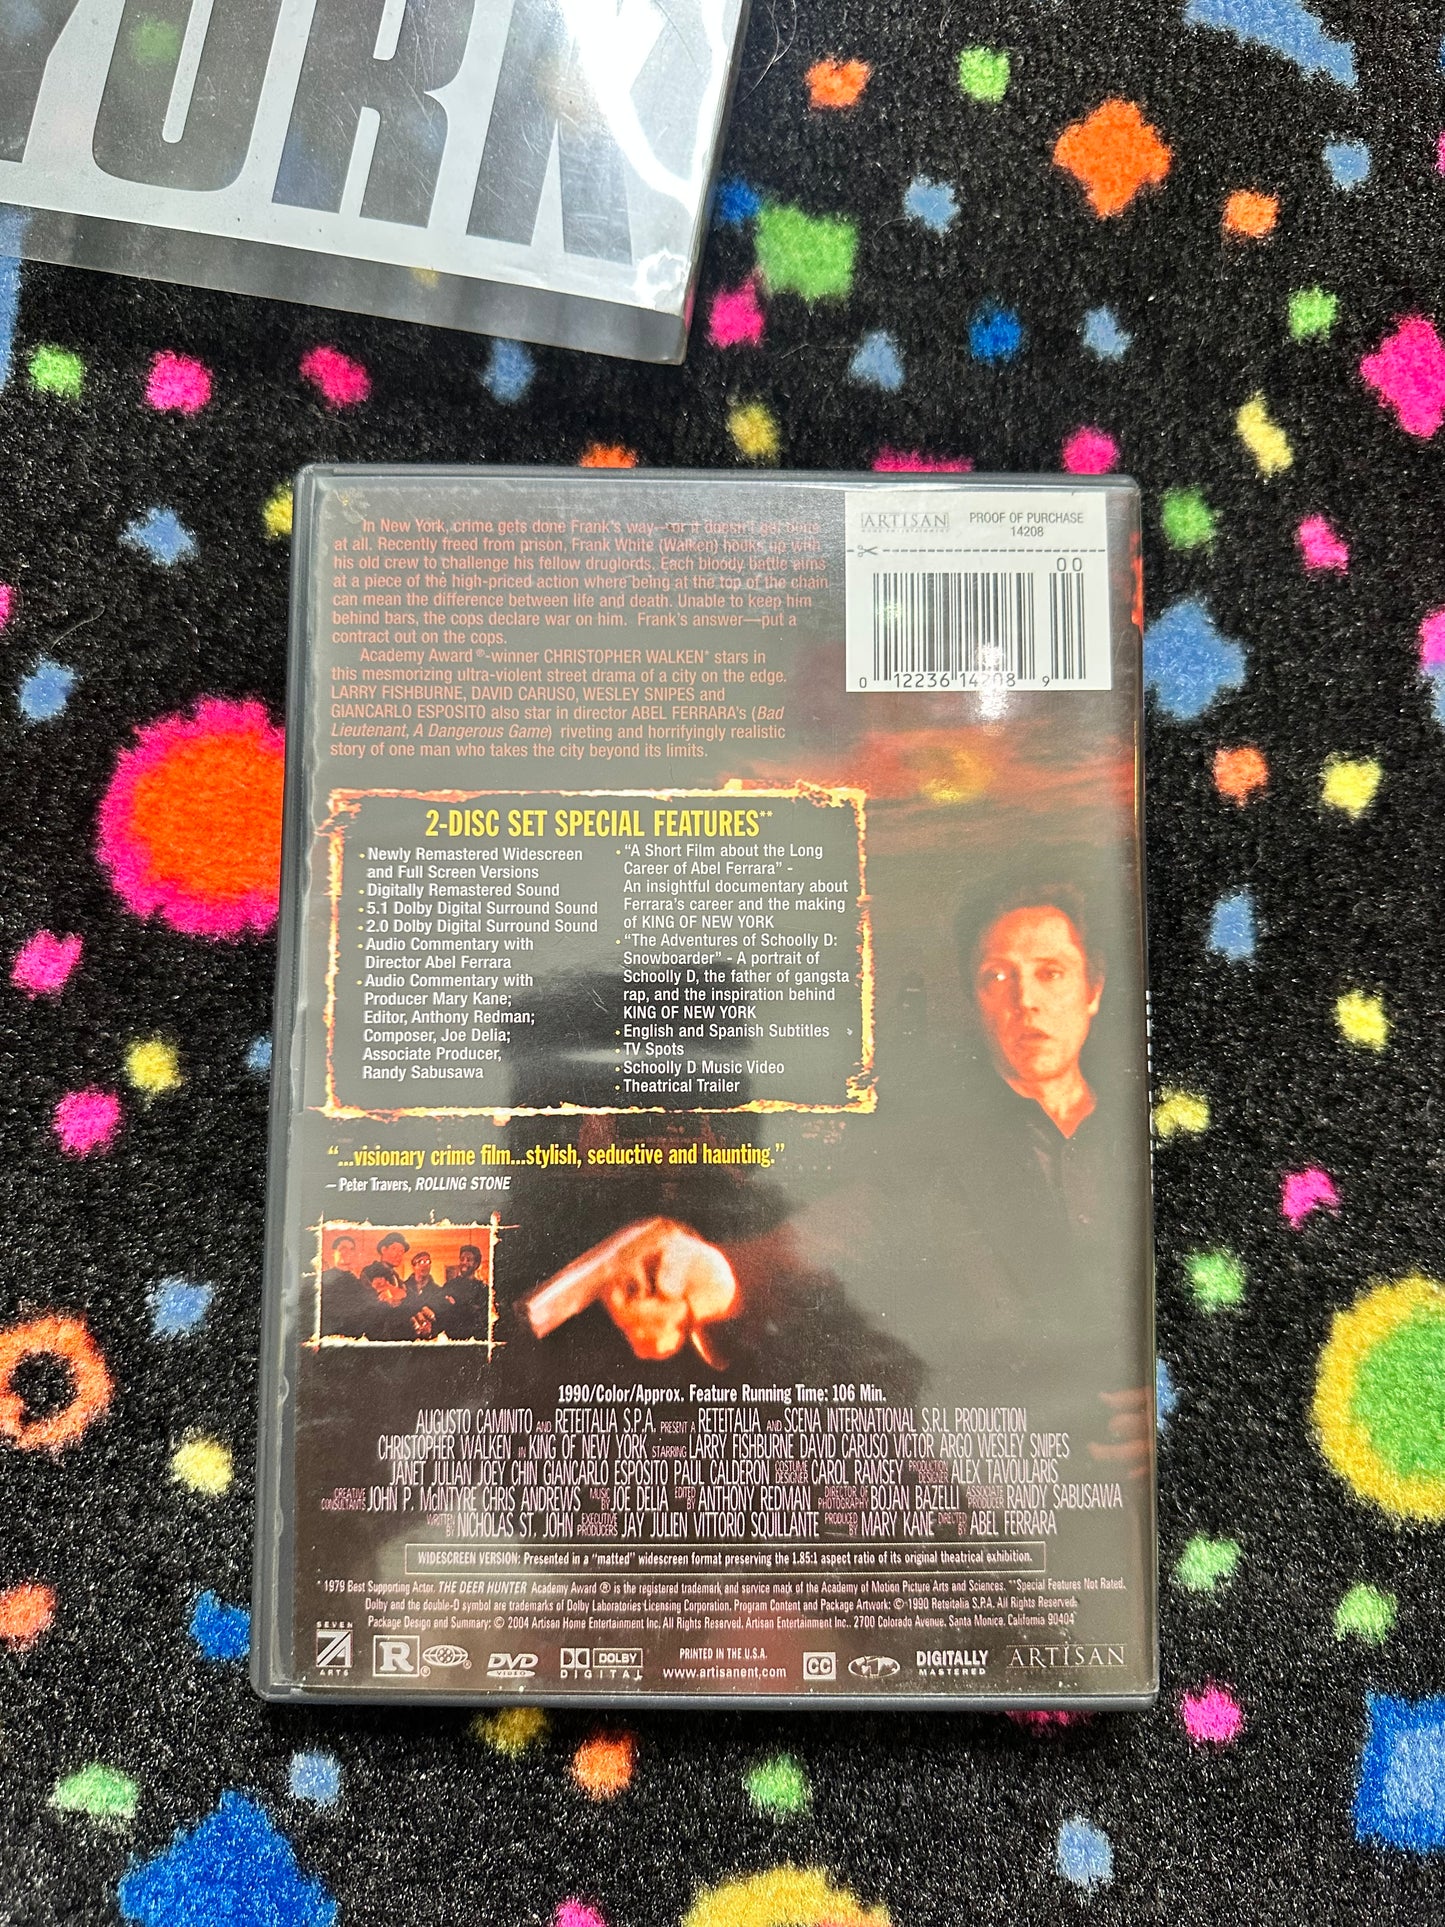 YORK
In New York, crime gets done Frank's way—or it doesn't get done
at all. Recently freed from prison, Frank White (Walken) hooks up with
his old crew to challenge his fellow druglords. Each bloody battle aims
at a piece of the high-priced action where being at the top of the chain
can mean the difference between life and death. Unable to keep him
behind bars, the cops declare war on him. Frank's answer—put a
contract out on the cops.
Academy Award®-winner CHRISTOPHER WALKEN* stars in
this mesmorizing ultra-violent street drama of a city on the edge.
LARRY FISHBURNE, DAVID CARUSO, WESLEY SNIPES and
GIANCARLO ESPOSITO also star in director ABEL FERRARA's (Bad
Lieutenant, A Dangerous Game) riveting and horrifyingly realistic
story of one man who takes the city beyond its limits.
ARTISAN
HOME ENTERTAINMENT
PROOF OF PURCHASE
14208
00
0 12236 14208 9
2-DISC SET SPECIAL FEATURES**
• Newly Remastered Widescreen
and Full Screen Versions
• Digitally Remastered Sound
• 5.1 Dolby Digital Surround Sound
• 2.0 Dolby Digital Surround Sound
• Audio Commentary with
Director Abel Ferrara
• Audio Commentary with
Producer Mary Kane;
Editor, Anthony Redman;
Composer, Joe Delia;
Associate Producer,
Randy Sabusawa
• "A Short Film about the Long
Career of Abel Ferrara" -
An insightful documentary about
Ferrara's career and the making
of KING OF NEW YORK
• "The Adventures of Schoolly D:
Snowboarder" - A portrait of
Schoolly D, the father of gangsta
rap, and the inspiration behind
KING OF NEW YORK
• English and Spanish Subtitles
• TV Spots
• Schoolly D Music Video
• Theatrical Trailer
"...visionary crime film...stylish, seductive and haunting."
– Peter Travers, ROLLING STONE
1990/Color/Approx. Feature Running Time: 106 Min.
AUGUSTO CAMINITO AND RETEITALIA S.P.A. PRESENT A RETEITALIA AND SCENA INTERNATIONAL S.R.L PRODUCTION
CHRISTOPHER WALKEN IN KING OF NEW YORK STARRING LARRY FISHBURNE DAVID CARUSO VICTOR ARGO WESLEY SNIPES
JANET JULIAN JOEY CHIN GIANCARLO ESPOSITO PAUL CALDERON COSTUME DESIGNER CAROL RAMSEY PRODUCTION DESIGNER ALEX TAVOULARIS
CREATIVE CONSULTANTS JOHN P. McINTYRE CHRIS ANDREWS MUSIC BY JOE DELIA EDITED BY ANTHONY REDMAN DIRECTOR OF PHOTOGRAPHY BOJAN BAZELLI ASSOCIATE PRODUCER RANDY SABUSAWA
WRITTEN BY NICHOLAS ST. JOHN EXECUTIVE PRODUCERS JAY JULIEN VITTORIO SQUILLANTE PRODUCED BY MARY KANE DIRECTED BY ABEL FERRARA
WIDESCREEN VERSION: Presented in a "matted" widescreen format preserving the 1.85:1 aspect ratio of its original theatrical exhibition.
* 1979 Best Supporting Actor, THE DEER HUNTER Academy Award ® is the registered trademark and service mark of the Academy of Motion Picture Arts and Sciences. **Special Features Not Rated.
Dolby and the double-D symbol are trademarks of Dolby Laboratories Licensing Corporation. Program Content and Package Artwork: © 1990 Reteitalia S.P.A. All Rights Reserved.
Package Design and Summary: © 2004 Artisan Home Entertainment Inc. All Rights Reserved. Artisan Entertainment Inc., 2700 Colorado Avenue, Santa Monica, California 90404
SEVEN
7A
ARTS
R®
DVD
VIDEO
DOLBY
DIGITAL
PRINTED IN THE U.S.A.
www.artisanent.com
CC
DIGITALLY
MASTERED
ARTISAN